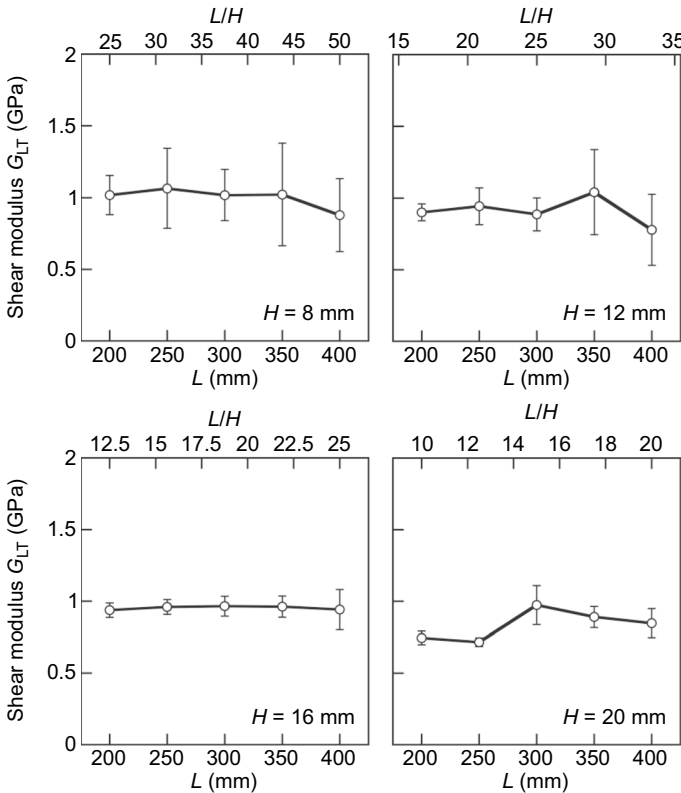 L/H
25 30 35 40 45 50
2
1.5
1
0.5
0
Shear modulus GLT (GPa)
H = 8 mm
200 250 300 350 400
L (mm)
L/H
15 20 25 30 35
H = 12 mm
200 250 300 350 400
L (mm)
L/H
12.5 15 17.5 20 22.5 25
2
1.5
1
0.5
0
Shear modulus GLT (GPa)
H = 16 mm
200 250 300 350 400
L (mm)
L/H
10 12 14 16 18 20
H = 20 mm
200 250 300 350 400
L (mm)